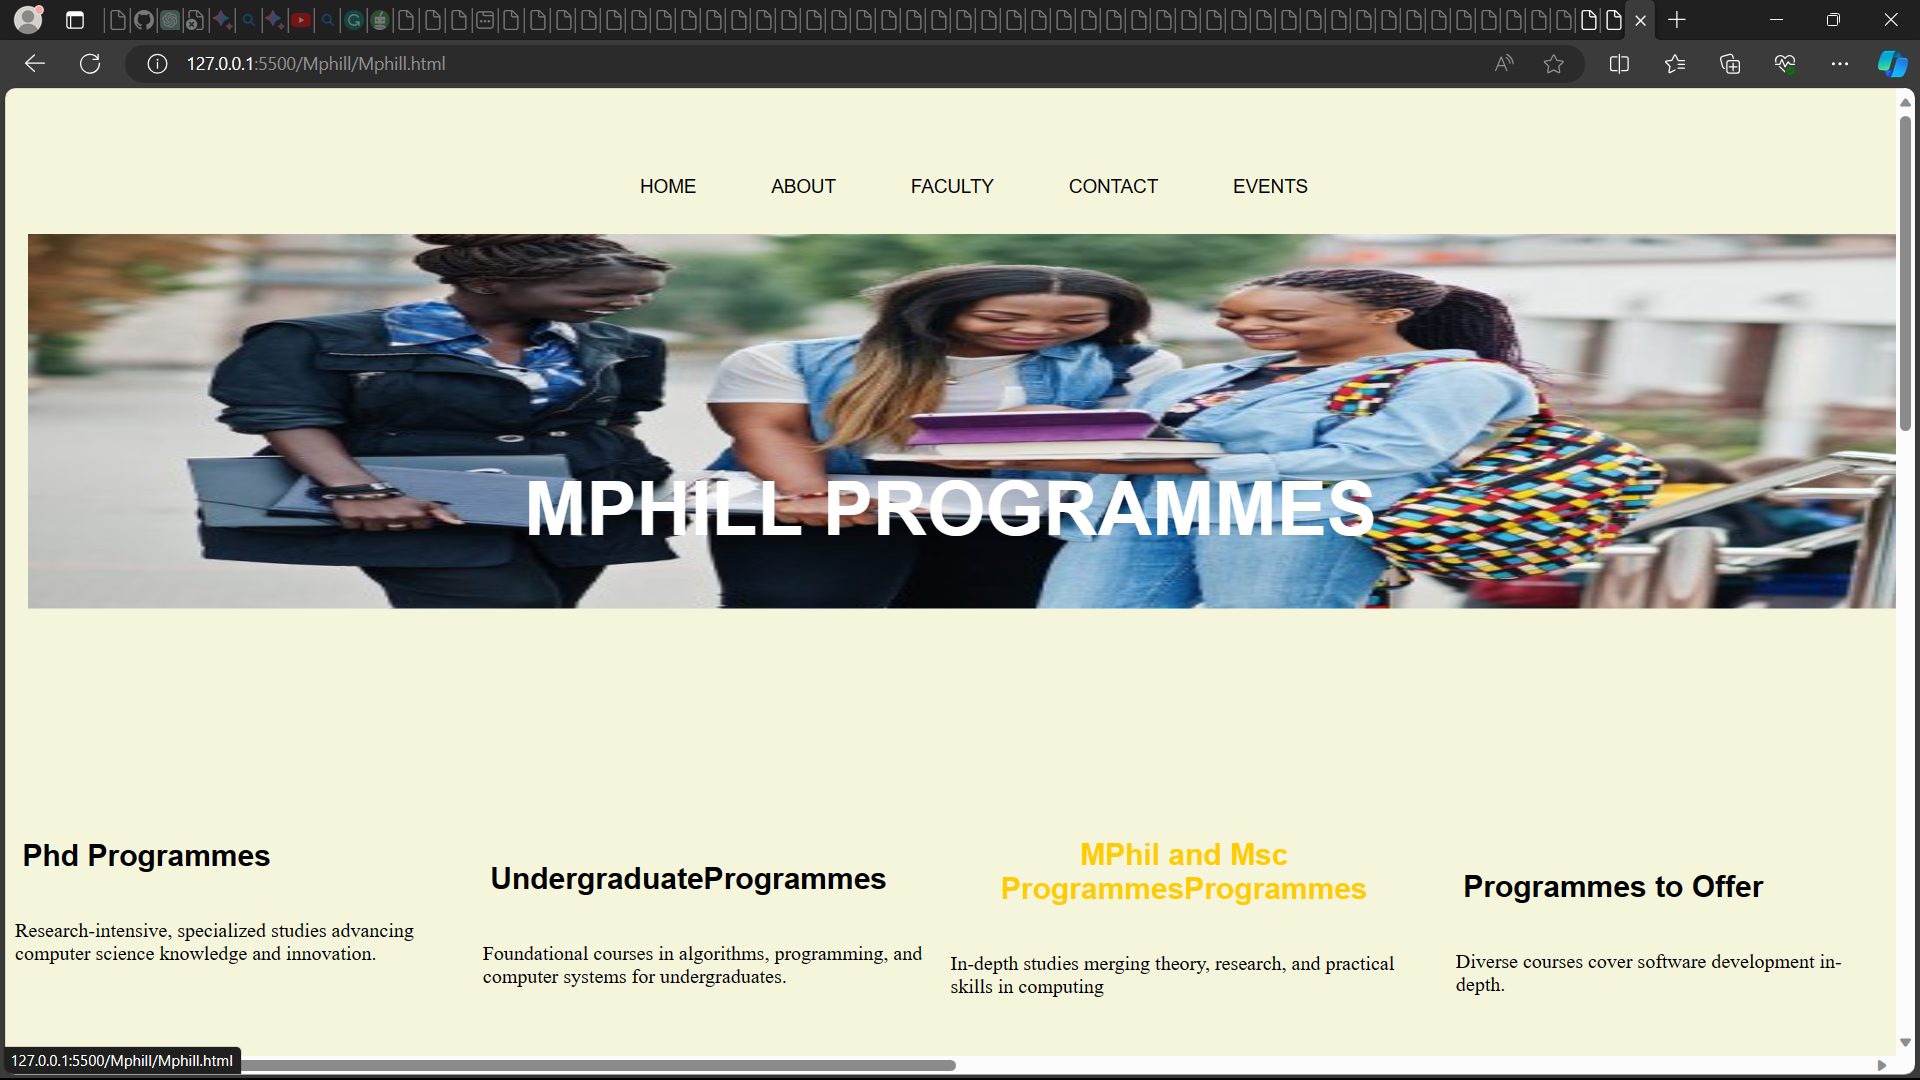 127.0.0.1:5500/Mphill/Mphill.html
HOME ABOUT FACULTY CONTACT EVENTS
MPHILL PROGRAMMES
Phd Programmes
Research-intensive, specialized studies advancing
computer science knowledge and innovation.
UndergraduateProgrammes
Foundational courses in algorithms, programming, and
computer systems for undergraduates.
MPhil and Msc
ProgrammesProgrammes
In-depth studies merging theory, research, and practical
skills in computing
Programmes to Offer
Diverse courses cover software development in-
depth.
127.0.0.1:5500/Mphill/Mphill.html